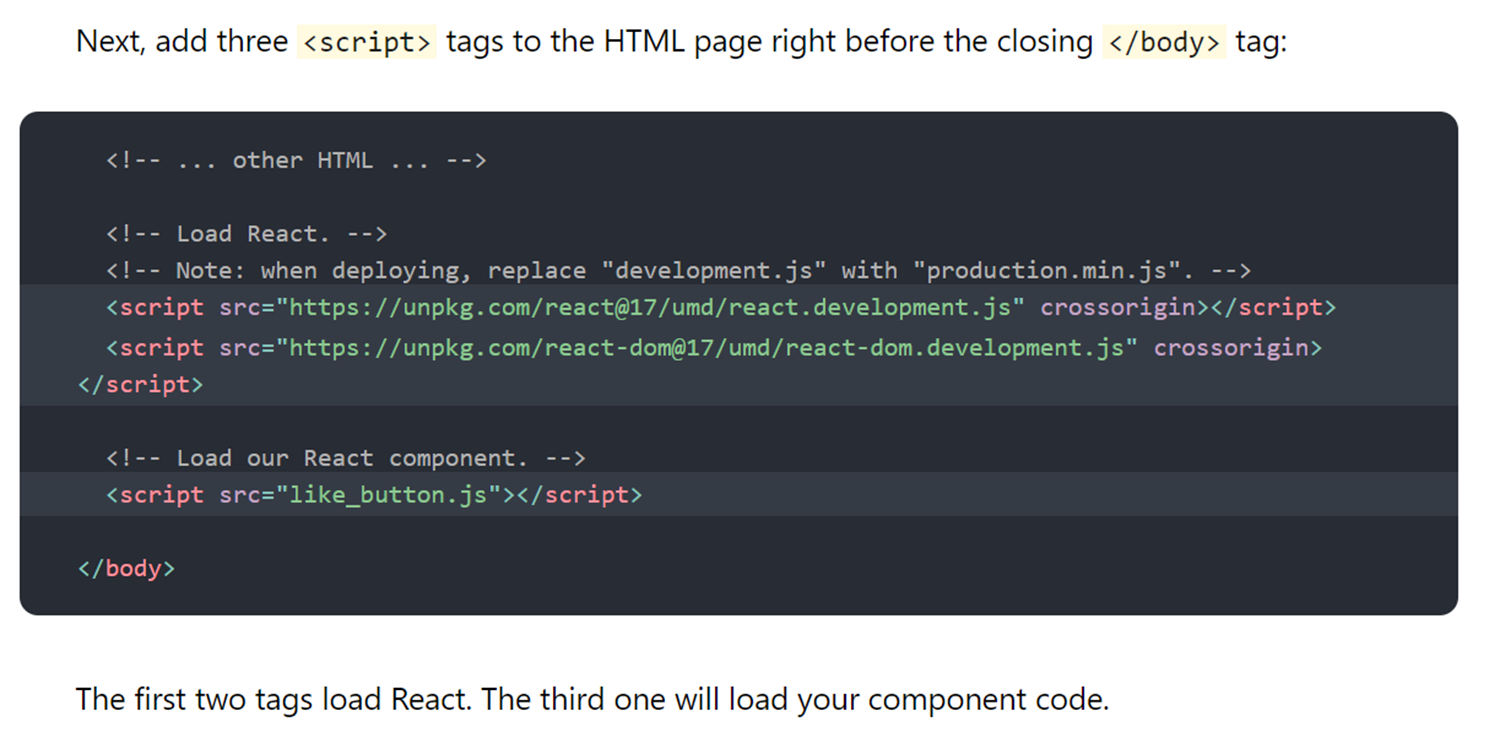 Next, add three <script> tags to the HTML page right before the closing </body> tag:
<!-- ... other HTML ... -->
<!-- Load React. -->
<!-- Note: when deploying, replace "development.js" with "production.min.js". -->
<script src="https://unpkg.com/react@17/umd/react.development.js" crossorigin></script>
<script src="https://unpkg.com/react-dom@17/umd/react-dom.development.js" crossorigin>
</script>
<!-- Load our React component. -->
<script src="like_button.js"></script>
</body>
The first two tags load React. The third one will load your component code.